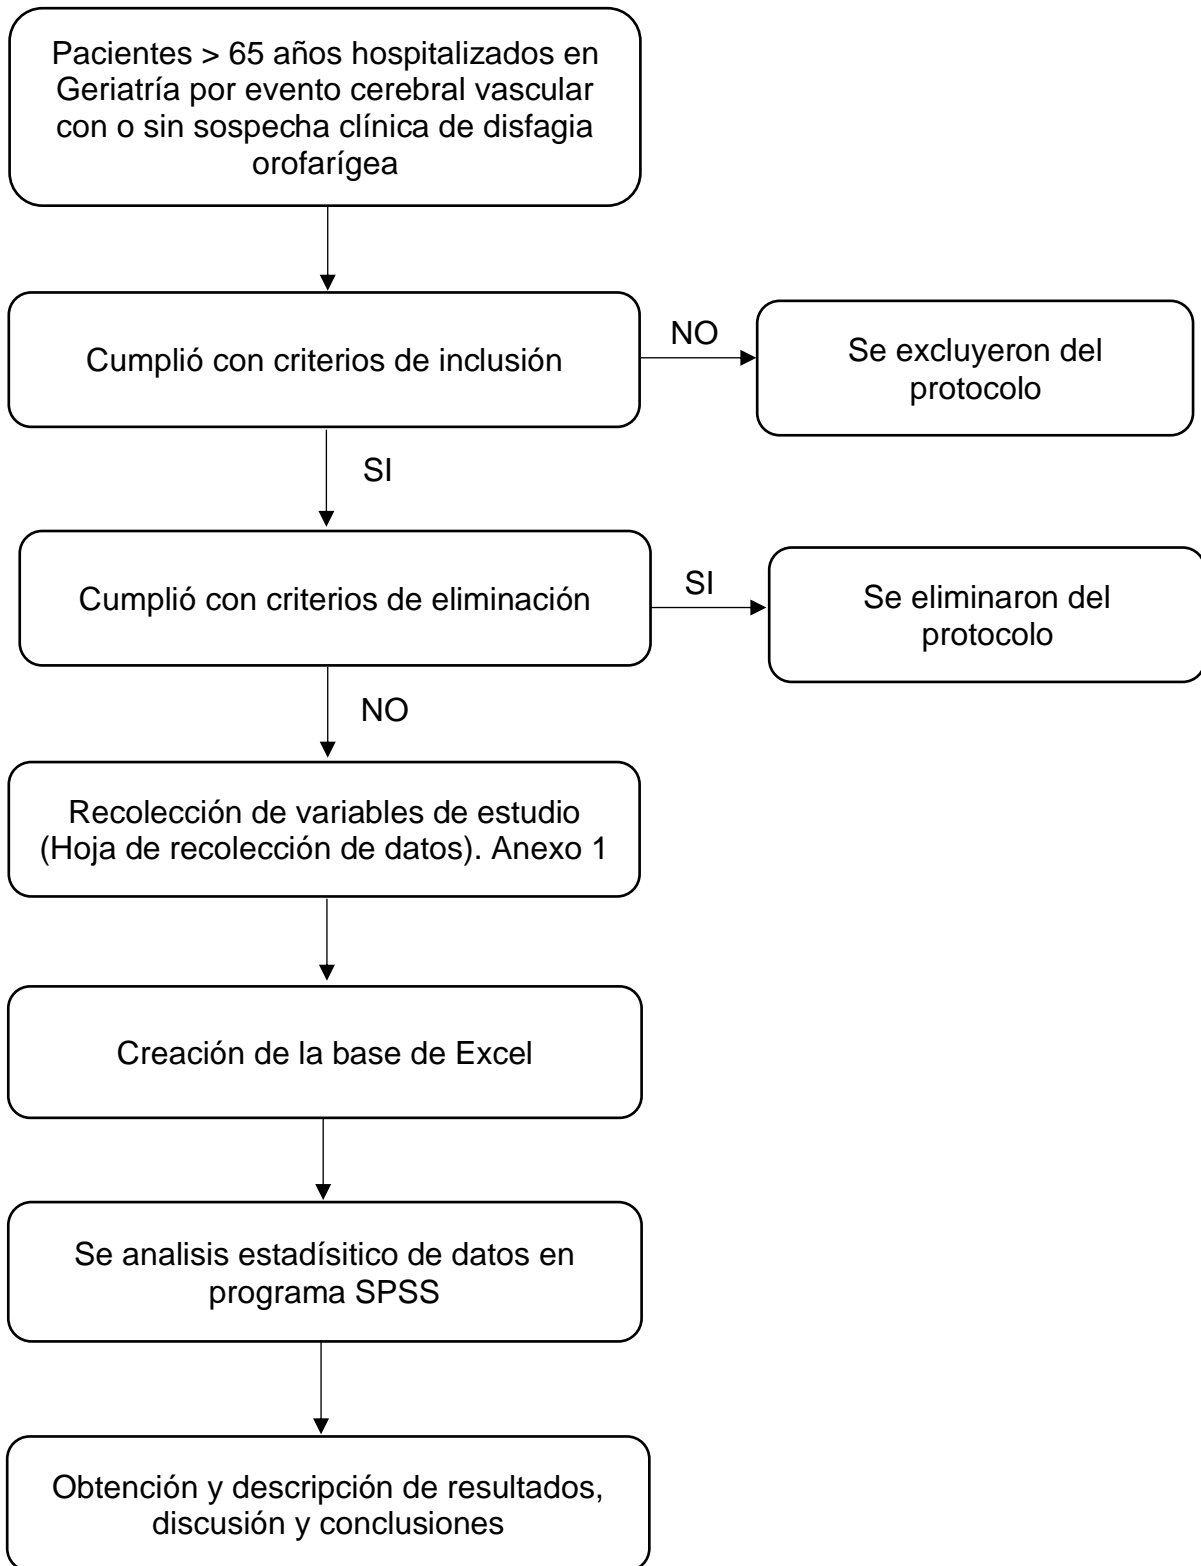 Pacientes > 65 años hospitalizados en
Geriatría por evento cerebral vascular
con o sin sospecha clínica de disfagia
orofarígea
Cumplió con criterios de inclusión
NO
Se excluyeron del
protocolo
SI
Cumplió con criterios de eliminación
SI
Se eliminaron del
protocolo
NO
Recolección de variables de estudio
(Hoja de recolección de datos). Anexo 1
Creación de la base de Excel
Se analisis estadísitico de datos en
programa SPSS
Obtención y descripción de resultados,
discusión y conclusiones